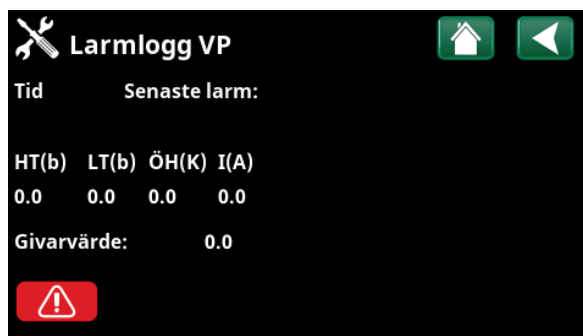 Larmlogg VP
Tid Senaste larm:
HT(b) LT(b) ÖH(K) I(A)
0.0 0.0 0.0 0.0
Givarvärde: 0.0